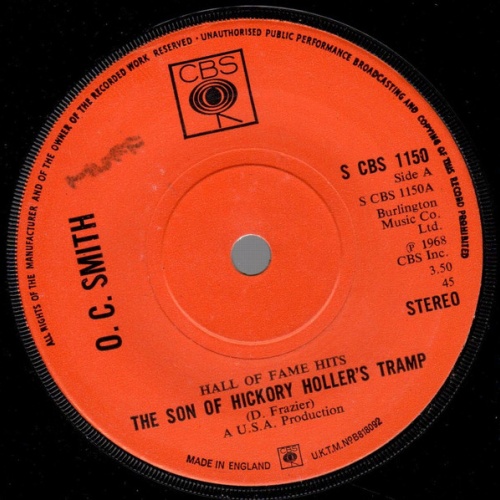 ALL RIGHTS OF THE MANUFACTURER AND OF THE OWNER OF THE RECORDED WORK RESERVED - UNAUTHORISED PUBLIC PERFORMANCE BROADCASTING AND COPYING OF THIS RECORD PROHIBITED
CBS
O. C. SMITH
S CBS 1150
Side A
S CBS 1150A
Burlington
Music Co.
Ltd.
℗ 1968
CBS Inc.
3.50
45
STEREO
HALL OF FAME HITS
THE SON OF HICKORY HOLLER'S TRAMP
(D. Frazier)
A U.S.A. Production
MADE IN ENGLAND
CBS
U.K.T.M. NºB818092